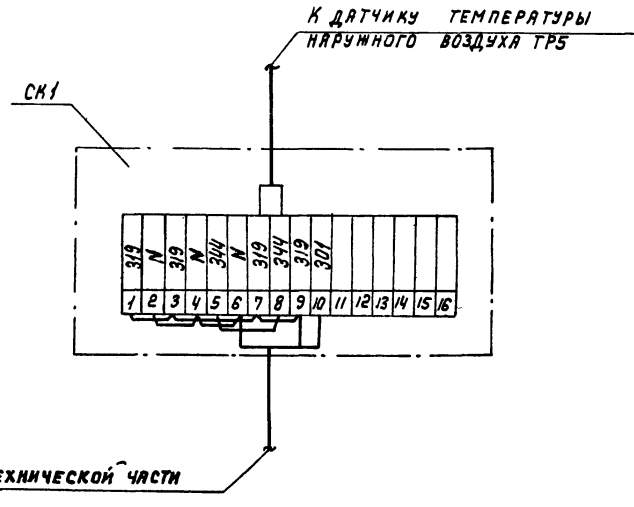 К ДАТЧИКУ ТЕМПЕРАТУРЫ
НАРУЖНОГО ВОЗДУХА ТР5
СК1
319 N 319 N 344 N 319 344 319 301
1 2 3 4 5 6 7 8 9 10 11 12 13 14 15 16
ЕХНИЧЕСКОЙ ЧАСТИ